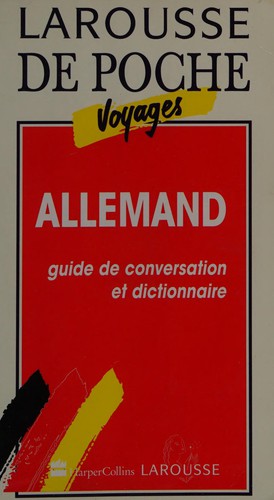 LAROUSSE
DE POCHE
Voyages
ALLEMAND
guide de conversation
et dictionnaire
HarperCollins LAROUSSE